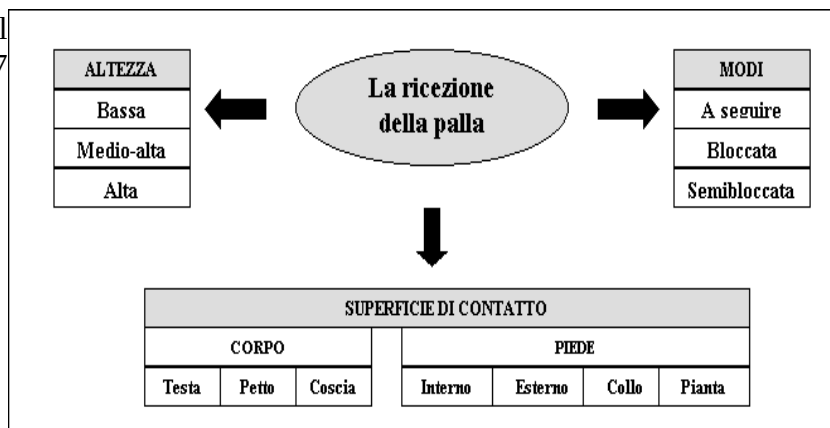 l
7
La ricezione
della palla
ALTEZZA
Bassa
Medio-alta
Alta
MODI
A seguire
Bloccata
Semibloccata
SUPERFICIE DI CONTATTO
CORPO PIEDE
Testa Petto Coscia Interno Esterno Collo Pianta